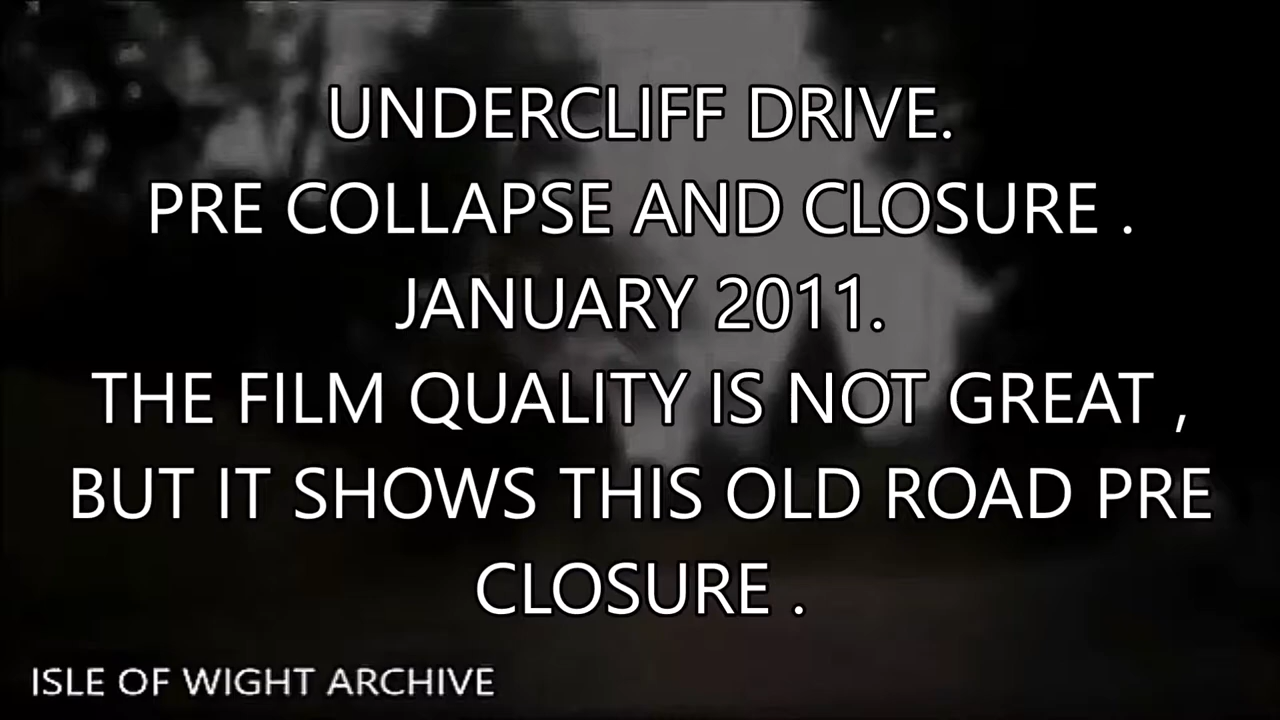 UNDERCLIFF DRIVE.
PRE COLLAPSE AND CLOSURE .
JANUARY 2011.
THE FILM QUALITY IS NOT GREAT ,
BUT IT SHOWS THIS OLD ROAD PRE
CLOSURE .
ISLE OF WIGHT ARCHIVE